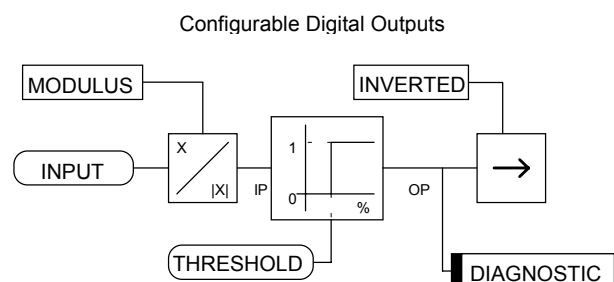 Configurable Digital Outputs
MODULUS
INVERTED
X
|X|
1
0
%
INPUT
IP
OP
THRESHOLD
DIAGNOSTIC